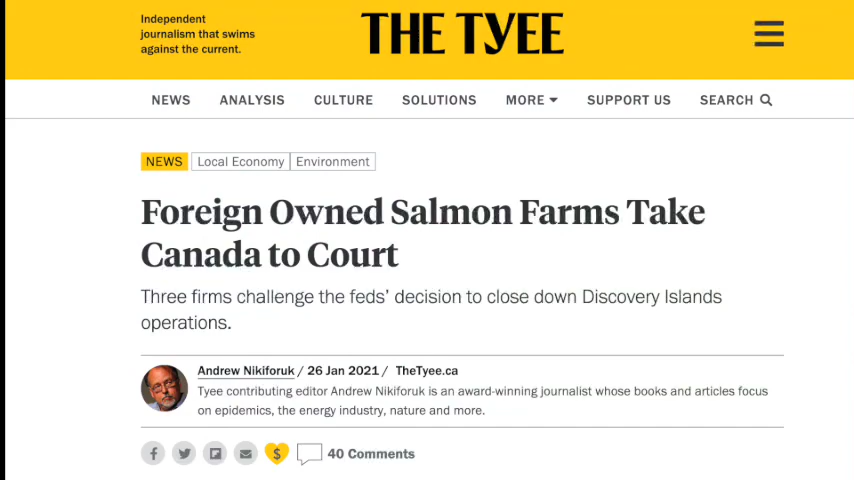 Independent
journalism that swims
against the current.
THE TYEE
NEWS ANALYSIS CULTURE SOLUTIONS MORE SUPPORT US SEARCH
NEWS Local Economy Environment
Foreign Owned Salmon Farms Take
Canada to Court
Three firms challenge the feds' decision to close down Discovery Islands
operations.
Andrew Nikiforuk / 26 Jan 2021 / TheTyee.ca
Tyee contributing editor Andrew Nikiforuk is an award-winning journalist whose books and articles focus
on epidemics, the energy industry, nature and more.
$ 40 Comments